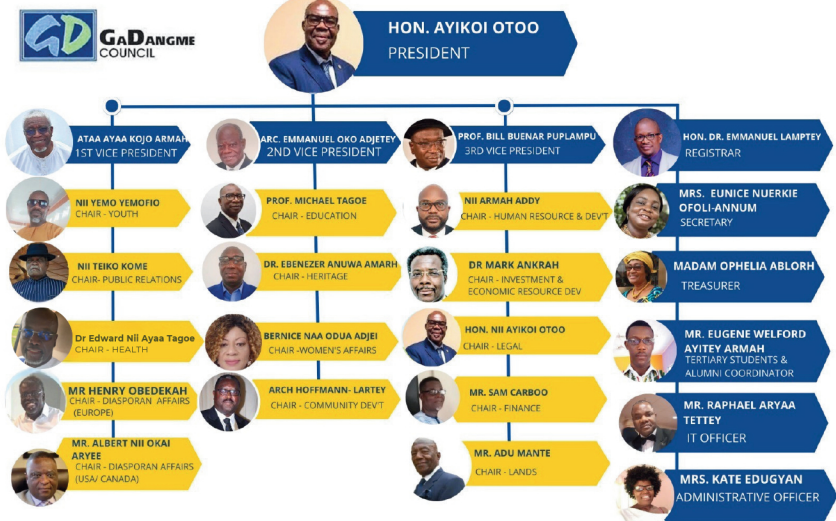 GD
GADANGME
COUNCIL
HON. AYIKOI OTOO
PRESIDENT
ATAA AYAA KOJO ARMAH
1ST VICE PRESIDENT
NII YEMO YEMOFIO
CHAIR - YOUTH
NII TEIKO KOME
CHAIR- PUBLIC RELATIONS
Dr Edward Nii Ayaa Tagoe
CHAIR - HEALTH
MR HENRY OBEDEKAH
CHAIR - DIASPORAN AFFAIRS
(EUROPE)
MR. ALBERT NII OKAI
ARYEE
CHAIR - DIASPORAN AFFAIRS
(USA/ CANADA)
ARC. EMMANUEL OKO ADJETEY
2ND VICE PRESIDENT
PROF. MICHAEL TAGOE
CHAIR - EDUCATION
DR. EBENEZER ANUWA AMARH
CHAIR - HERITAGE
BERNICE NAA ODUA ADJEI
CHAIR -WOMEN'S AFFAIRS
ARCH HOFFMANN- LARTEY
CHAIR - COMMUNITY DEV'T
PROF. BILL BUENAR PUPLAMPU
3RD VICE PRESIDENT
NII ARMAH ADDY
CHAIR - HUMAN RESOURCE & DEV'T
DR MARK ANKRAH
CHAIR - INVESTMENT &
ECONOMIC RESOURCE DEV
HON. NII AYIKOI OTOO
CHAIR - LEGAL
MR. SAM CARBOO
CHAIR - FINANCE
MR. ADU MANTE
CHAIR - LANDS
HON. DR. EMMANUEL LAMPTEY
REGISTRAR
MRS. EUNICE NUERKIE
OFOLI-ANNUM
SECRETARY
MADAM OPHELIA ABLORH
TREASURER
MR. EUGENE WELFORD
AYITEY ARMAH
TERTIARY STUDENTS &
ALUMNI COORDINATOR
MR. RAPHAEL ARYAA
TETTEY
IT OFFICER
MRS. KATE EDUGYAN
ADMINISTRATIVE OFFICER